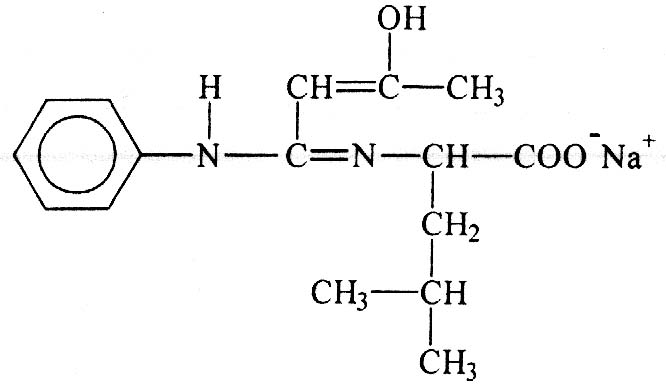 OH
H CH=C—CH₃
N—C=N—CH—COO⁻Na⁺
CH₂
CH₃—CH
CH₃